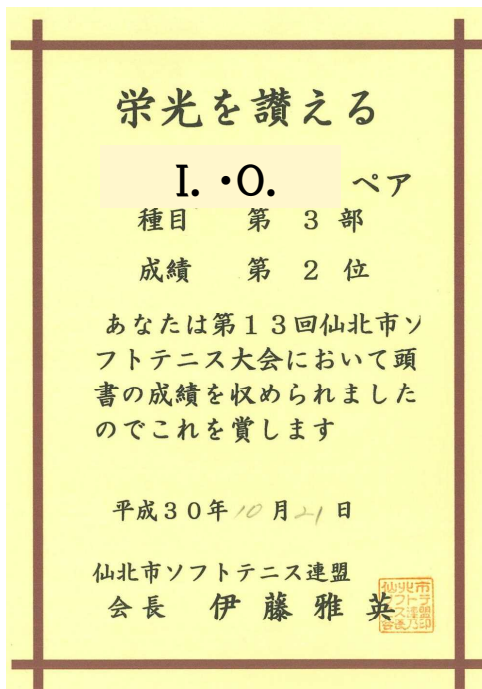 栄光を讃える
I. ・O. ペア
種目 第 3 部
成績 第 2 位
あなたは第13回仙北市ソ
フトテニス大会において頭
書の成績を収められました
のでこれを賞します
平成30年10月21日
仙北市ソフトテニス連盟
会長 伊藤雅英